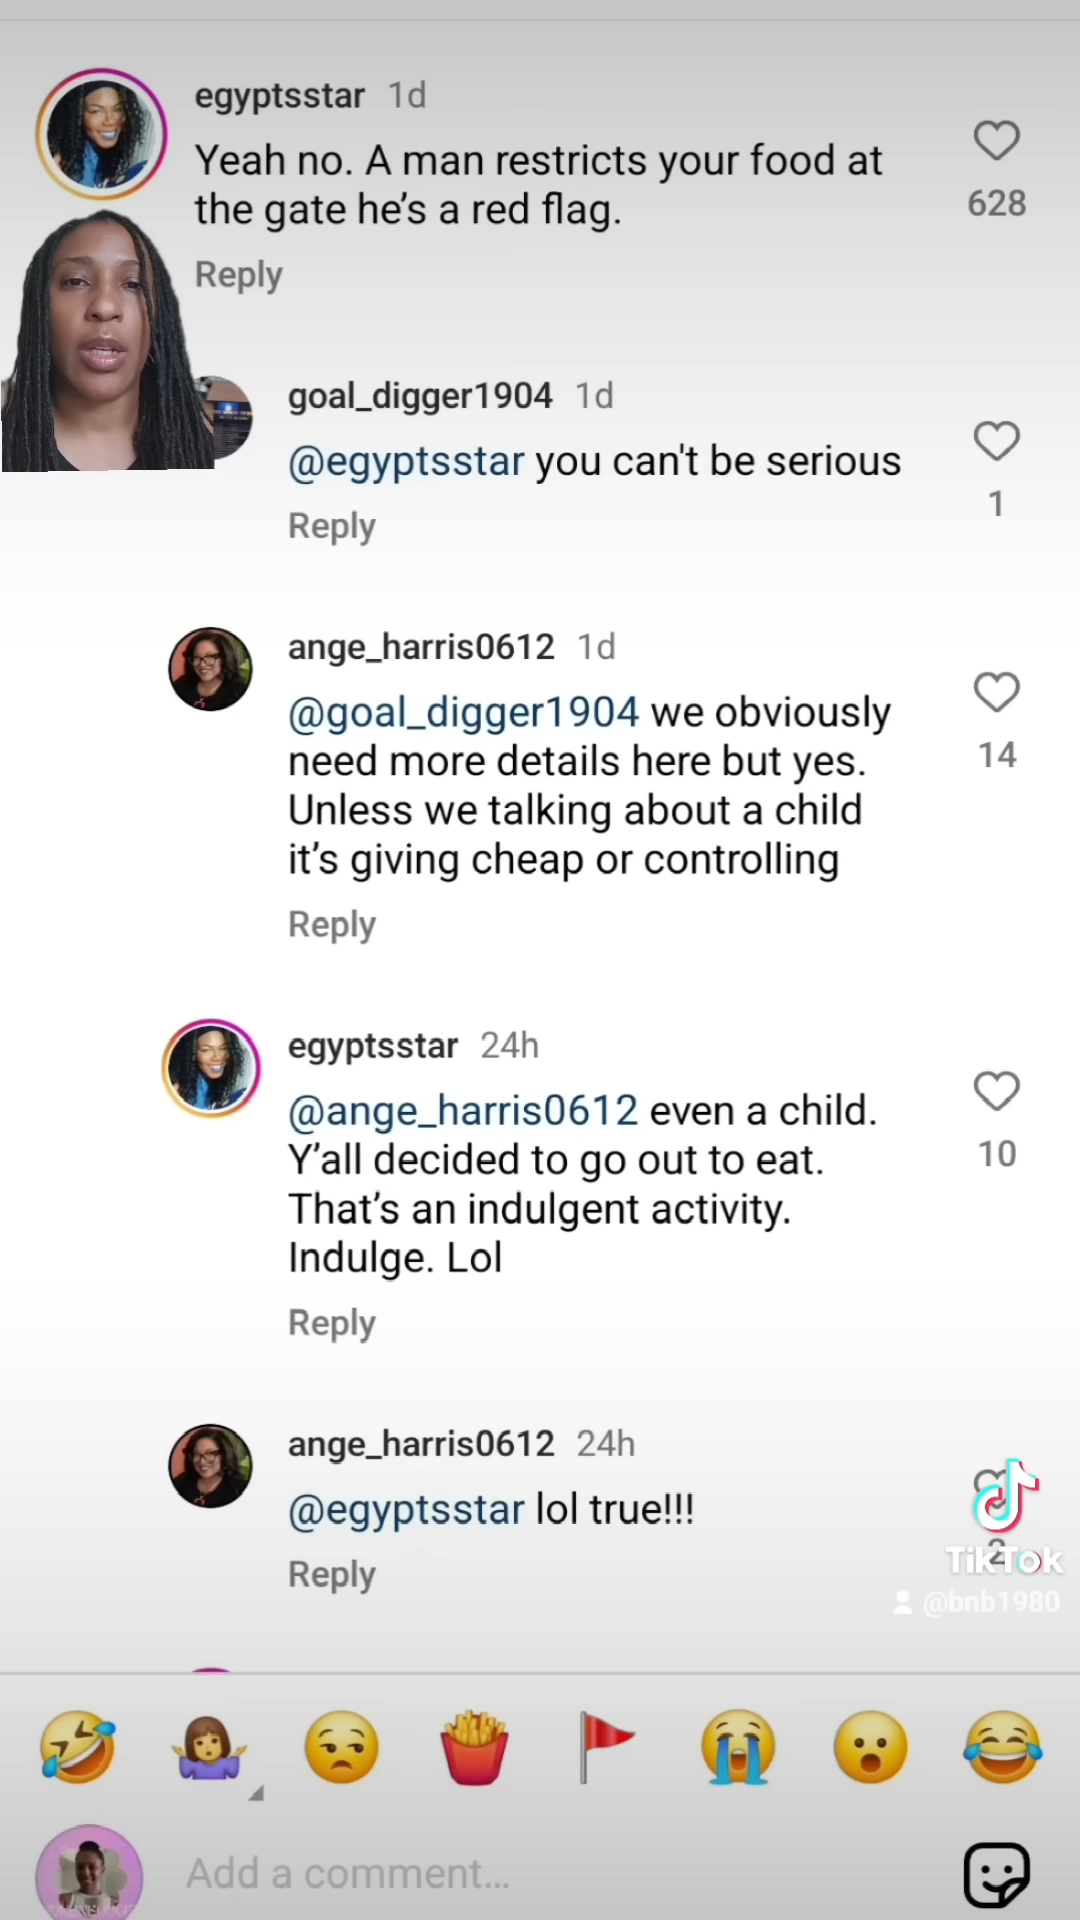 egyptsstar 1d
Yeah no. A man restricts your food at
the gate he’s a red flag.
628
Reply
goal_digger1904 1d
@egyptsstar you can't be serious
1
Reply
ange_harris0612 1d
@goal_digger1904 we obviously
need more details here but yes.
14
Unless we talking about a child
it’s giving cheap or controlling
Reply
egyptsstar 24h
@ange_harris0612 even a child.
Y’all decided to go out to eat.
10
That’s an indulgent activity.
Indulge. Lol
Reply
ange_harris0612 24h
@egyptsstar lol true!!!
2
Reply
TikTok
@bnb1980
Add a comment...